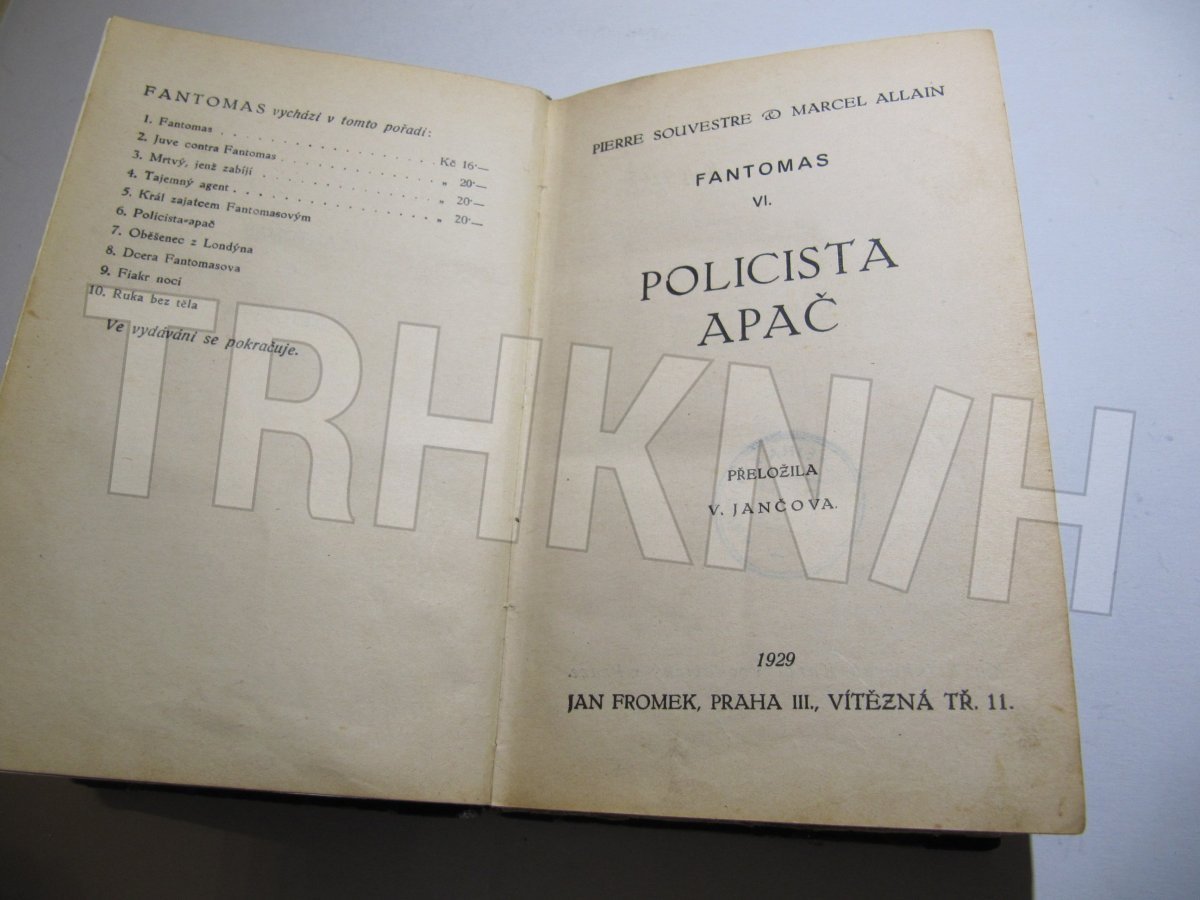 FANTOMAS vychází v tomto pořadí:
1. Fantomas . . . . . . . . . . . . . Kč 16·—
2. Juve contra Fantomas . . . . . . . . . „ 20·—
3. Mrtvý, jenž zabíjí . . . . . . . . . . „ 20·—
4. Tajemný agent . . . . . . . . . . . . „ 20·—
5. Král zajatcem Fantomasovým
6. Policista-apač
7. Oběšenec z Londýna
8. Dcera Fantomasova
9. Fiakr noci
10. Ruka bez těla
Ve vydávání se pokračuje.
PIERRE SOUVESTRE & MARCEL ALLAIN
FANTOMAS
VI.
POLICISTA
APAČ
PŘELOŽILA
V. JANČOVA.
1929
JAN FROMEK, PRAHA III., VÍTĚZNÁ TŘ. 11.
TRHKNIH